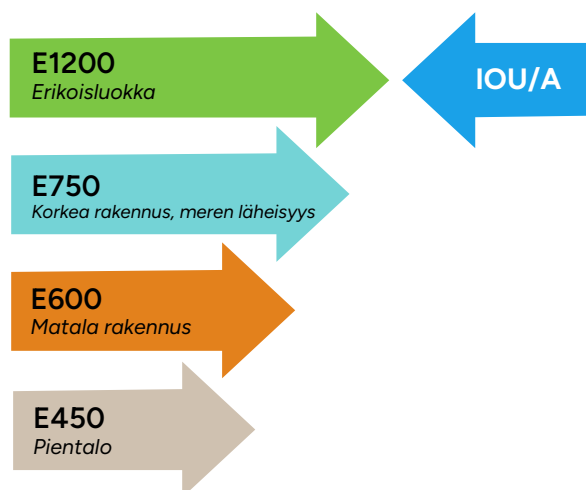 E1200
Erikoisluokka
IOU/A
E750
Korkea rakennus, meren läheisyys
E600
Matala rakennus
E450
Pientalo